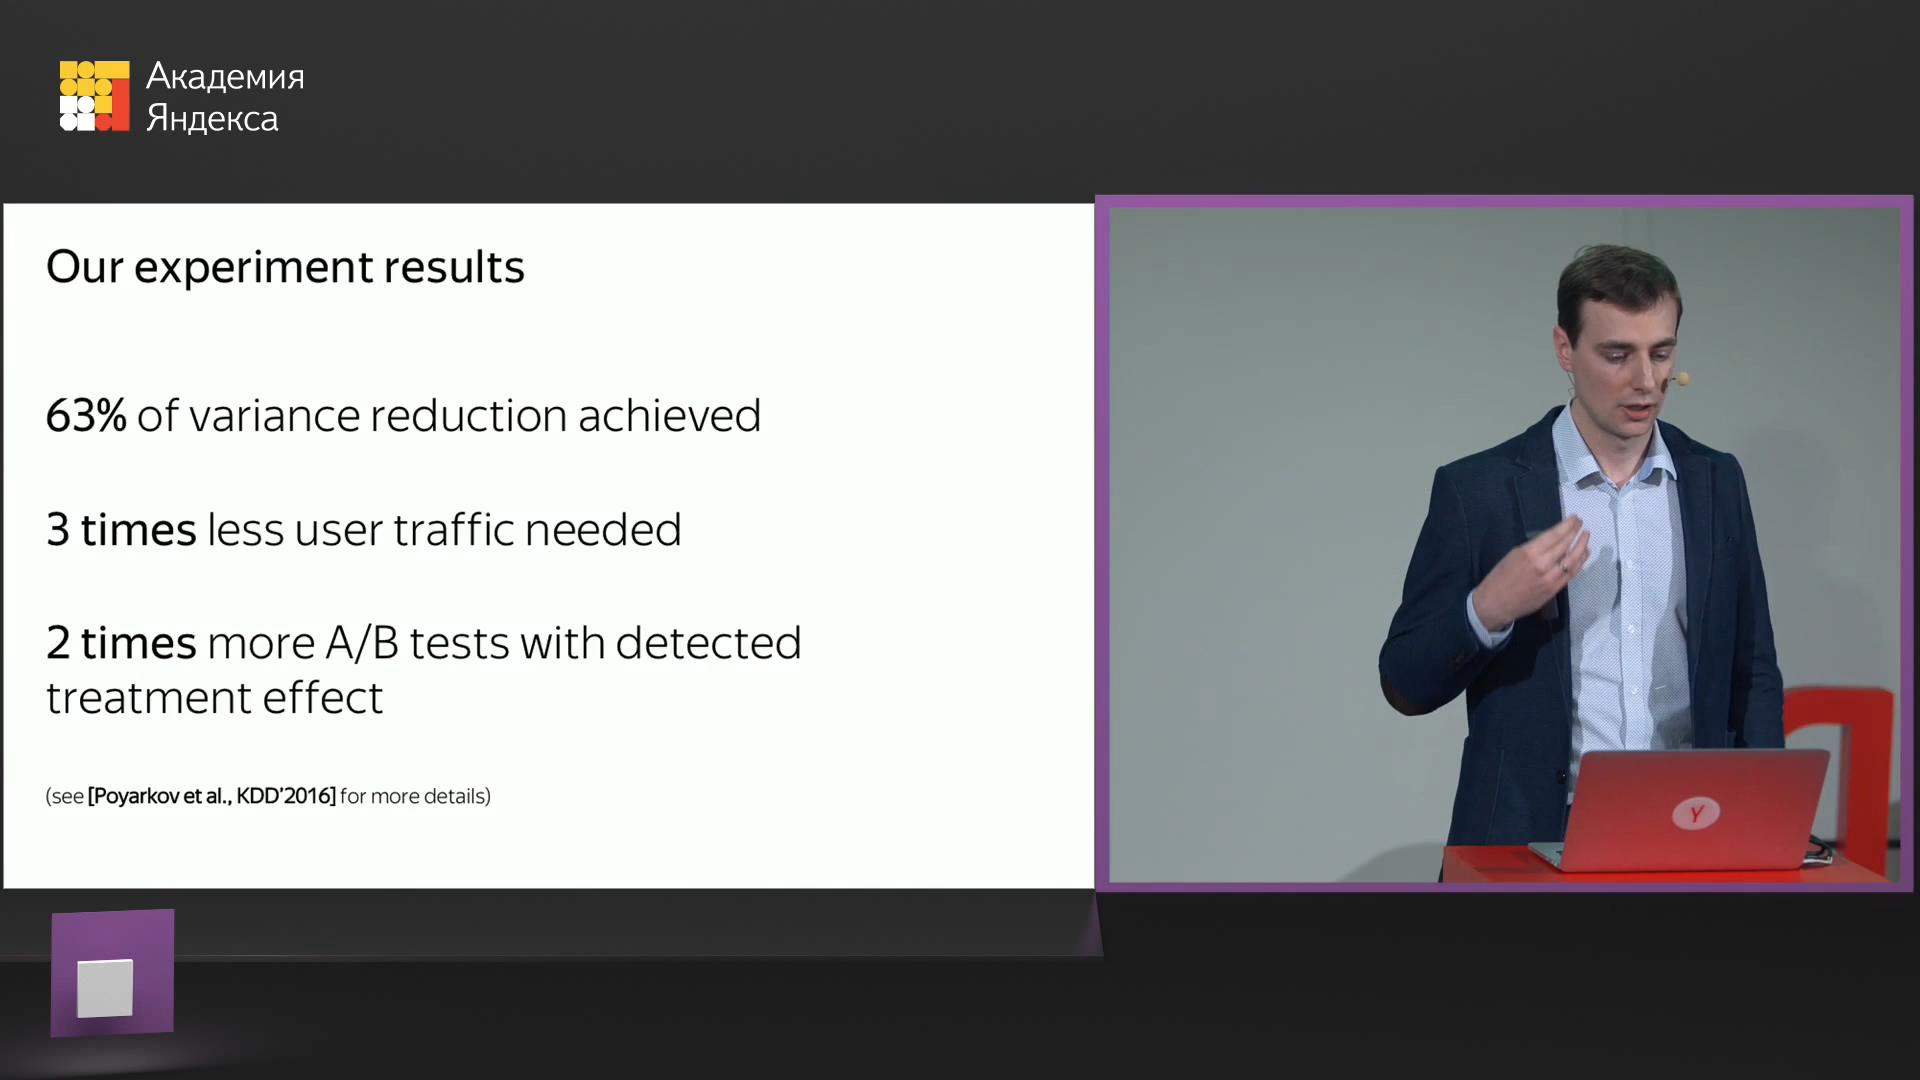 Академия
Яндекса
Our experiment results
63% of variance reduction achieved
3 times less user traffic needed
2 times more A/B tests with detected
treatment effect
(see [Poyarkov et al., KDD'2016] for more details)
Y